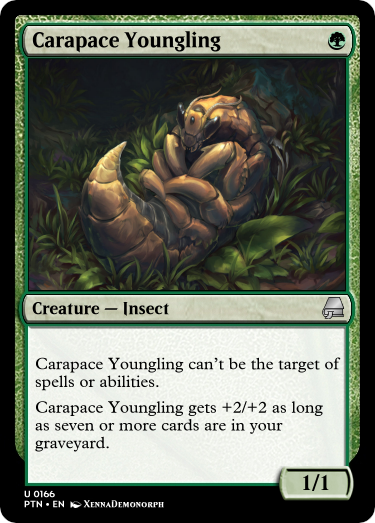 Carapace Youngling
Creature — Insect
Carapace Youngling can't be the target of
spells or abilities.
Carapace Youngling gets +2/+2 as long
as seven or more cards are in your
graveyard.
1/1
U 0166
PTN • EN XennaDemonorph